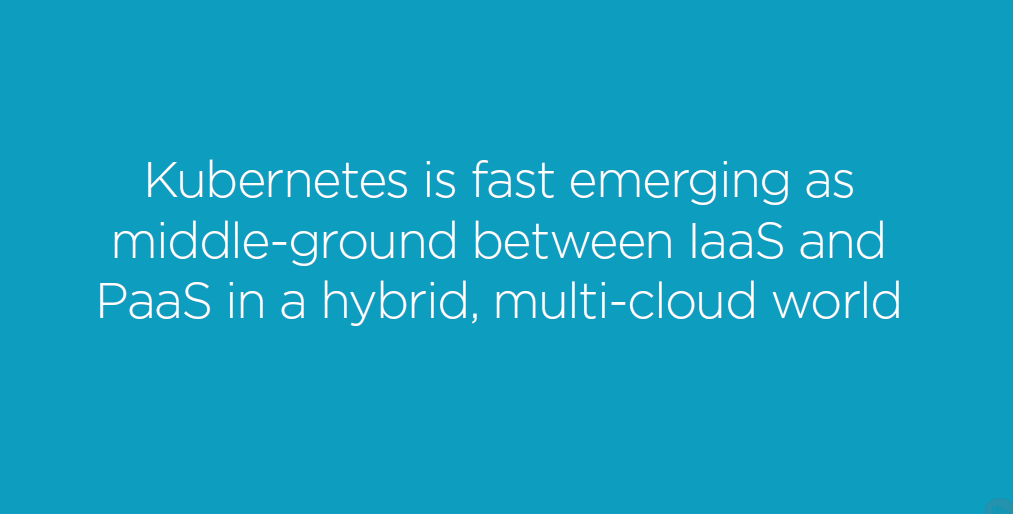 Kubernetes is fast emerging as
middle-ground between IaaS and
PaaS in a hybrid, multi-cloud world